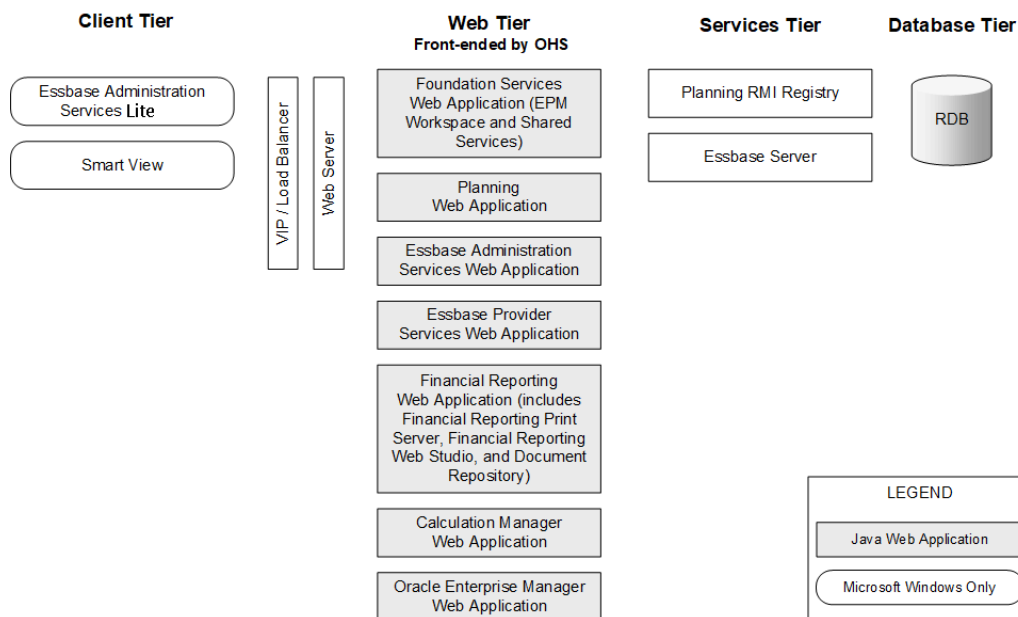 Client Tier
Essbase Administration
Services Lite
Smart View
VIP / Load Balancer
Web Server
Web Tier
Front-ended by OHS
Foundation Services
Web Application (EPM
Workspace and Shared
Services)
Planning
Web Application
Essbase Administration
Services Web Application
Essbase Provider
Services Web Application
Financial Reporting
Web Application (includes
Financial Reporting Print
Server, Financial Reporting
Web Studio, and Document
Repository)
Calculation Manager
Web Application
Oracle Enterprise Manager
Web Application
Services Tier
Planning RMI Registry
Essbase Server
Database Tier
RDB
LEGEND
Java Web Application
Microsoft Windows Only